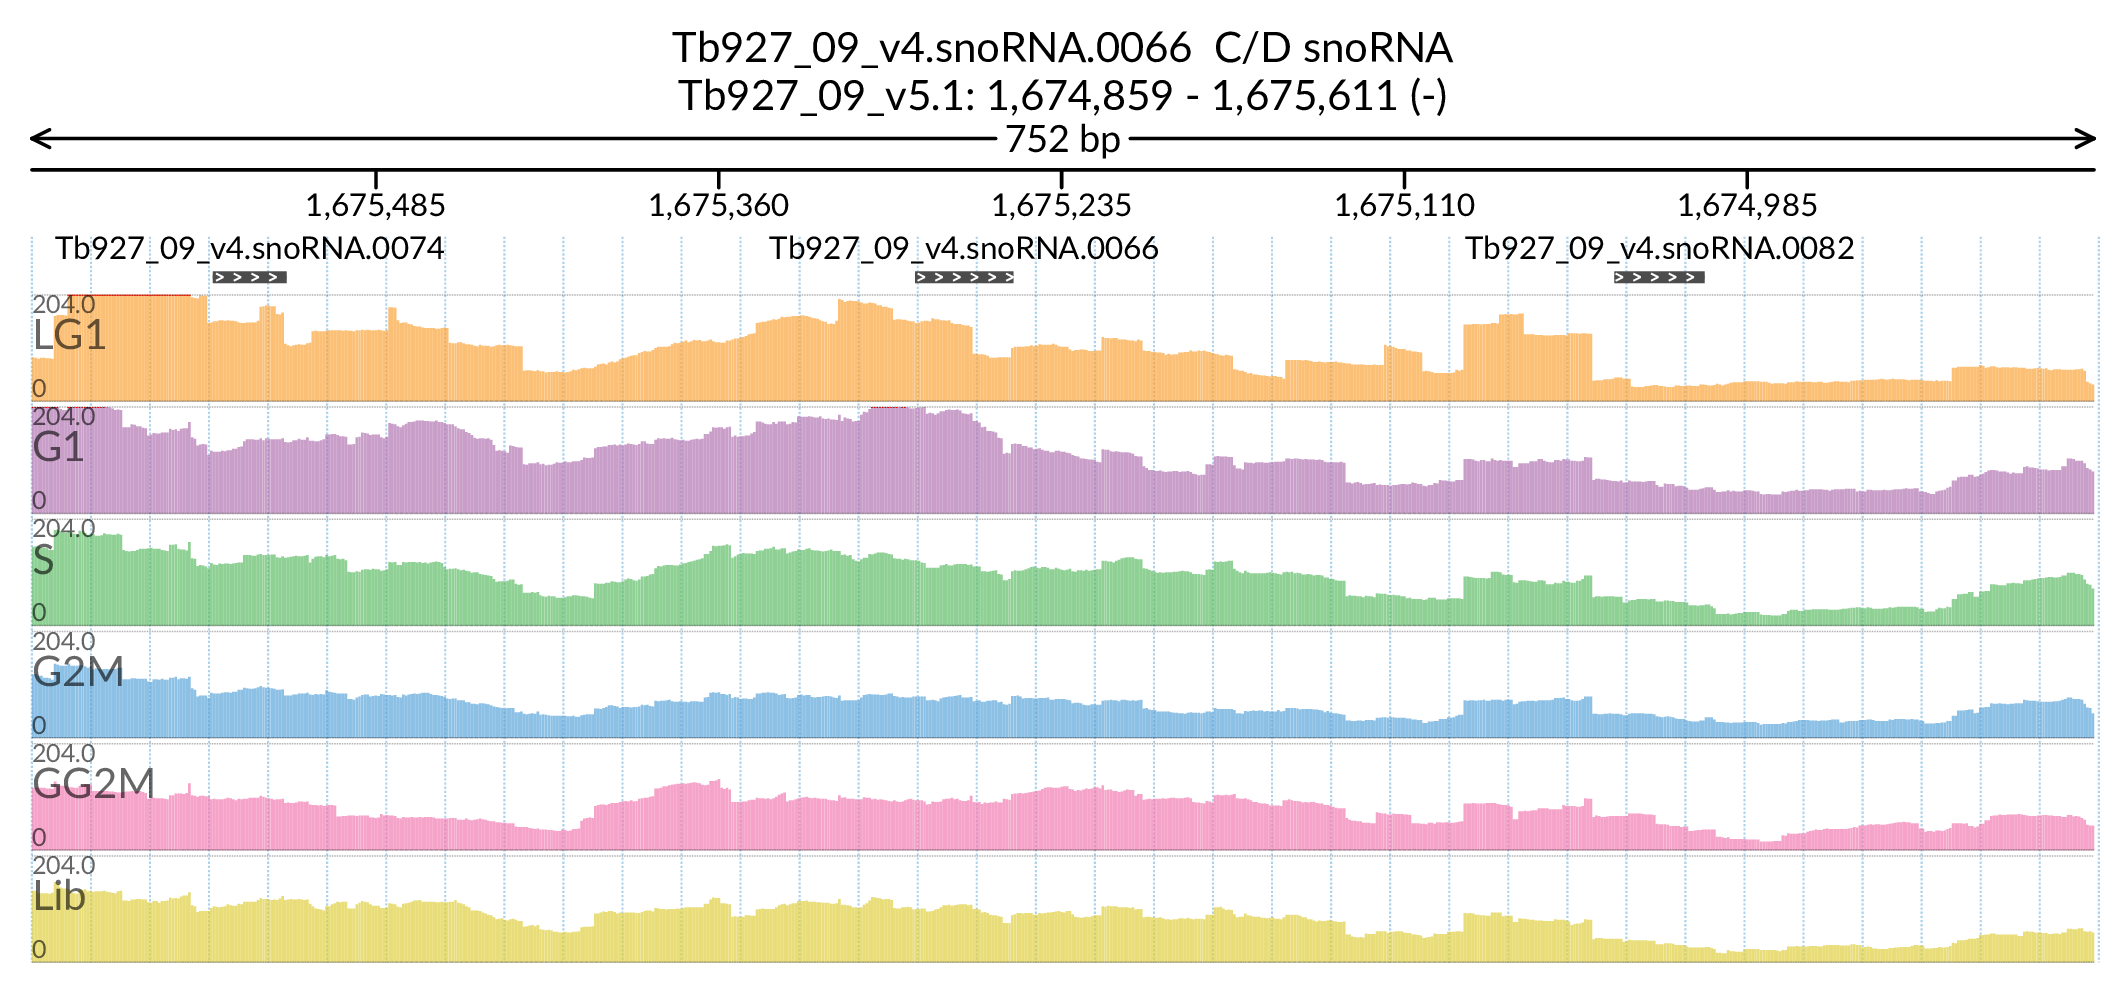 Tb927_09_v4.snoRNA.0066  C/D snoRNA
Tb927_09_v5.1: 1,674,859 - 1,675,611 (-)
752 bp
1,675,485 1,675,360 1,675,235 1,675,110 1,674,985
Tb927_09_v4.snoRNA.0074 Tb927_09_v4.snoRNA.0066 Tb927_09_v4.snoRNA.0082
204.0
LG1
0
204.0
G1
0
204.0
S
0
204.0
G2M
0
204.0
GG2M
0
204.0
Lib
0